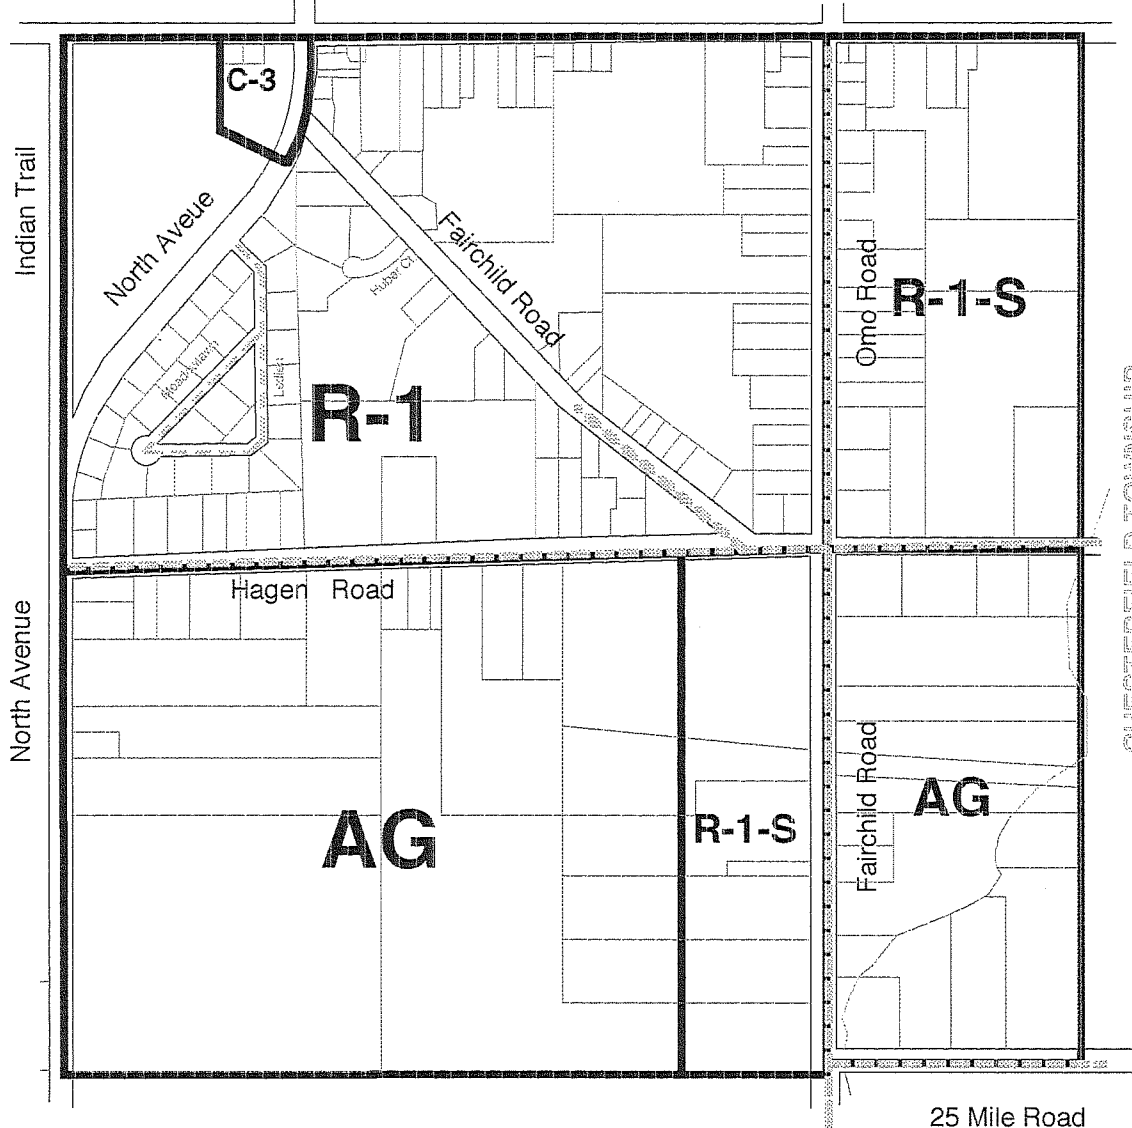 C-3
Indian Trail
North Aveue
Fairchild Road
Hubar Ct
Omo Road
R-1-S
R-1
Hagen Road
North Avenue
AG
R-1-S
Fairchild Road
AG
25 Mile Road